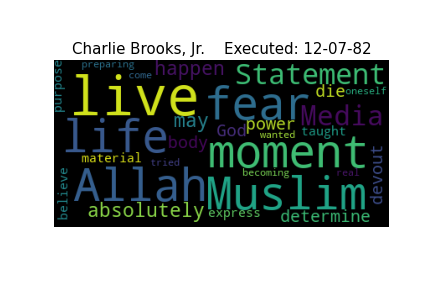 Charlie Brooks, Jr.    Executed: 12-07-82
preparing
happen
come
purpose
live
fear
Statement
die
oneself
Media
may
God
power
taught
wanted
life
body
moment
material
tried
becoming
real
devout
believe
Allah
Muslim
absolutely
express
determine